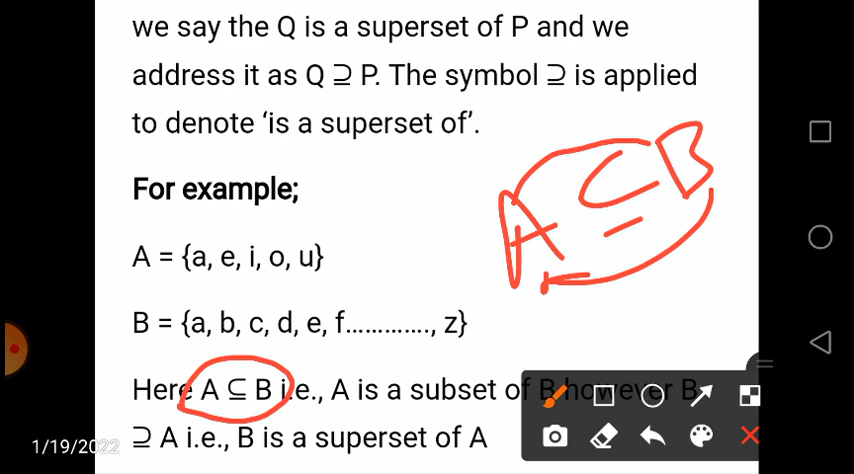 we say the Q is a superset of P and we
address it as Q ⊇ P. The symbol ⊇ is applied
to denote ‘is a superset of’.
For example;
A ⊆ B
A = {a, e, i, o, u}
B = {a, b, c, d, e, f............., z}
Here A ⊆ B i.e., A is a subset of B however B
⊇ A i.e., B is a superset of A
1/19/2022